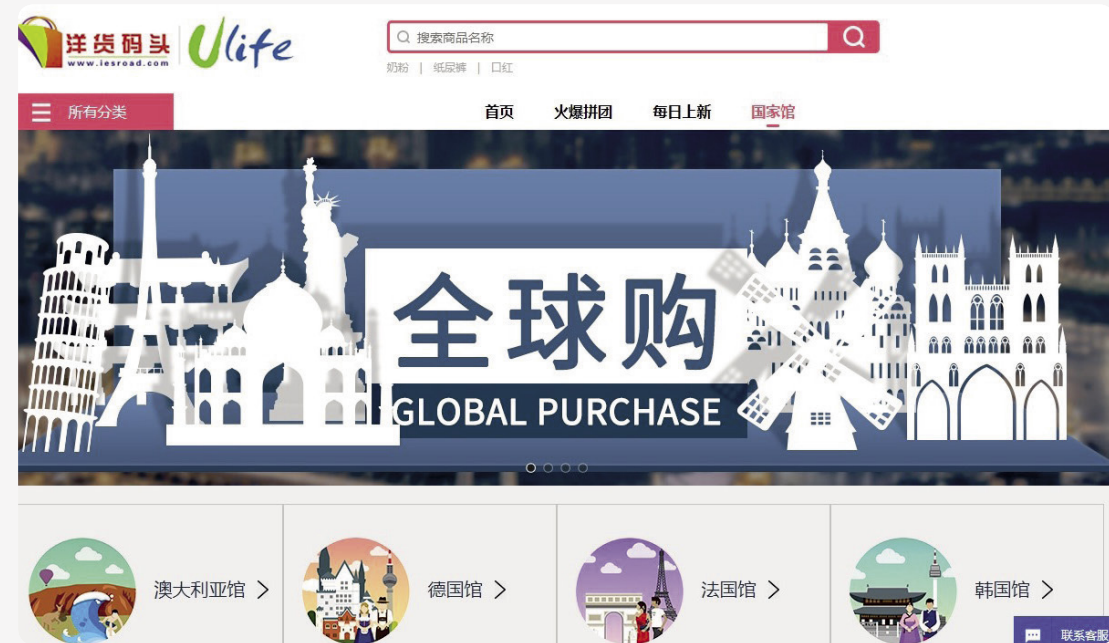 洋货码头
www.iesroad.com
Ulife
搜索商品名称
奶粉 | 纸尿裤 | 口红
所有分类
首页 火爆拼团 每日上新 国家馆
全球购
GLOBAL PURCHASE
澳大利亚馆
德国馆
法国馆
韩国馆
联系客服